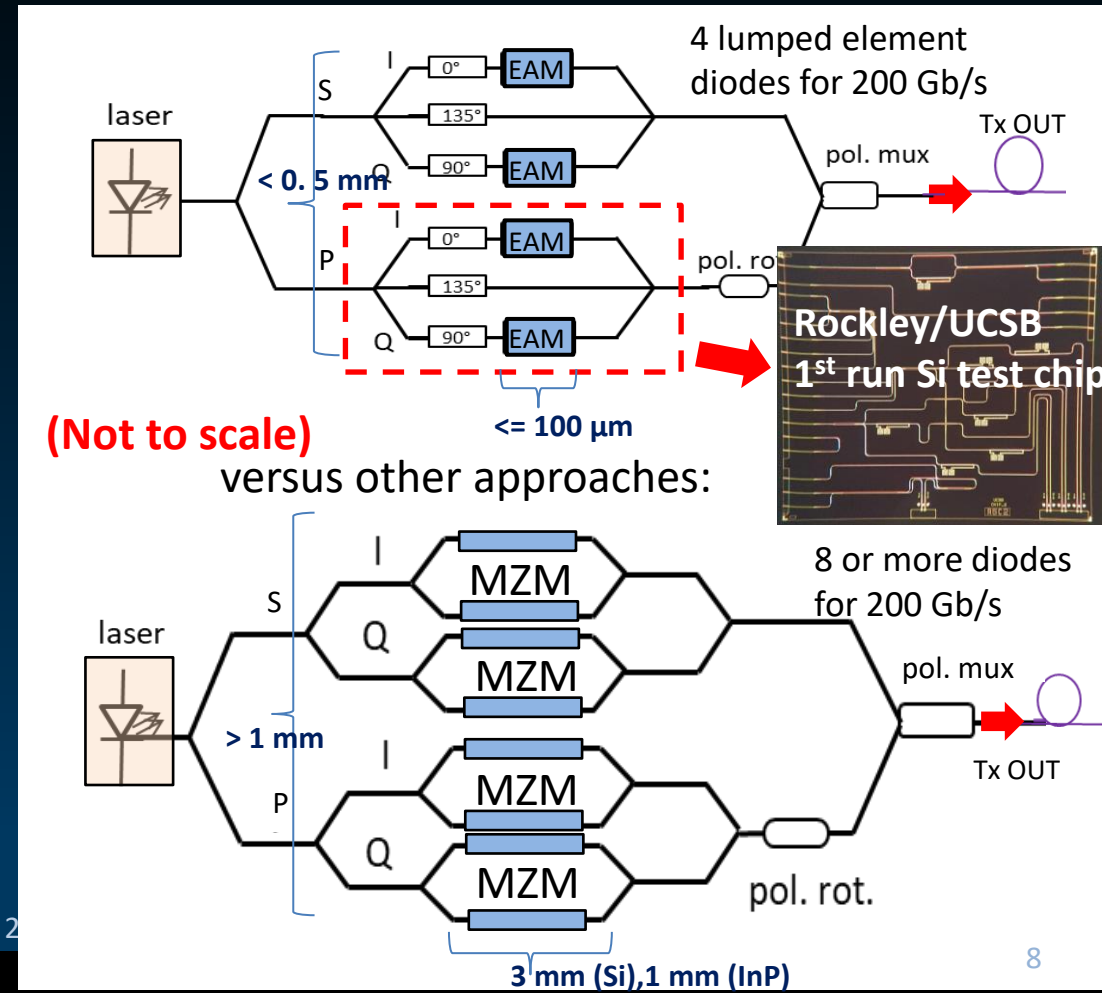 4 lumped element
diodes for 200 Gb/s
laser
S
I
0°
EAM
135°
Q
90°
EAM
< 0. 5 mm
P
I
0°
EAM
135°
Q
90°
EAM
<= 100 µm
pol. mux
Tx OUT
pol. ro
Rockley/UCSB
1st run Si test chip
(Not to scale)
versus other approaches:
8 or more diodes
for 200 Gb/s
laser
S
I
MZM
Q
MZM
> 1 mm
P
I
MZM
Q
MZM
pol. mux
Tx OUT
pol. rot.
3 mm (Si),1 mm (InP)
2
8